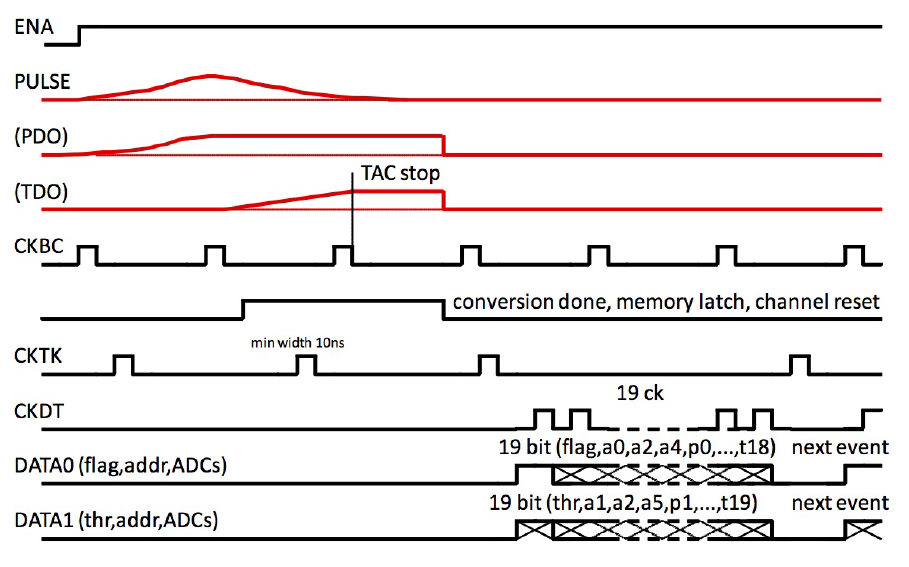 ENA
PULSE
(PDO)
TAC stop
(TDO)
CKBC
conversion done, memory latch, channel reset
min width 10ns
CKTK
19 ck
CKDT
19 bit (flag,a0,a2,a4,p0,...,t18) next event
DATA0 (flag,addr,ADCs)
19 bit (thr,a1,a2,a5,p1,...,t19) next event
DATA1 (thr,addr,ADCs)